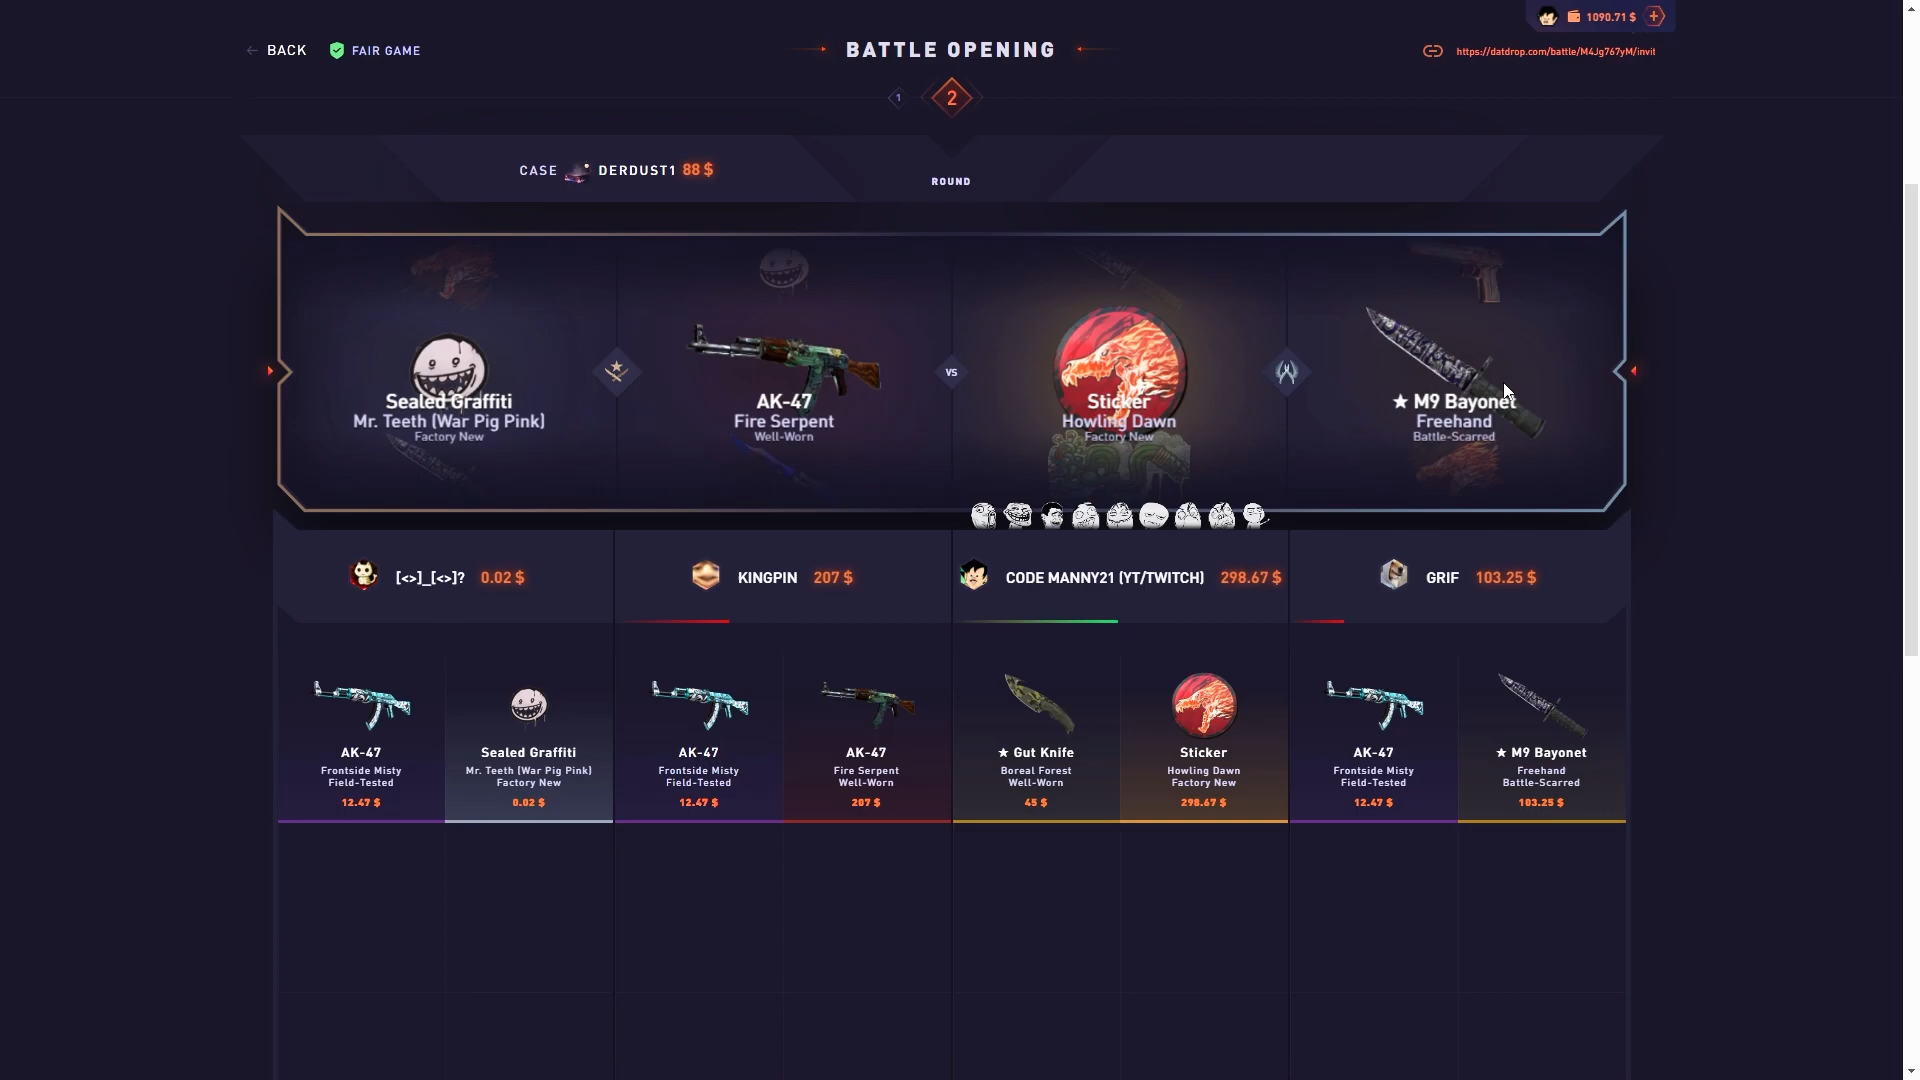 1090.71 $
BACK
FAIR GAME
BATTLE OPENING
https://datdrop.com/battle/M4Jg767yM/invit
1
2
CASE DERDUST1 88 $
ROUND
Sealed Graffiti
Mr. Teeth (War Pig Pink)
Factory New
AK-47
Fire Serpent
Well-Worn
VS
Sticker
Howling Dawn
Factory New
★ M9 Bayonet
Freehand
Battle-Scarred
[<>]_[<>]? 0.02 $
KINGPIN 207 $
CODE MANNY21 (YT/TWITCH) 298.67 $
GRIF 103.25 $
AK-47
Frontside Misty
Field-Tested
12.47 $
Sealed Graffiti
Mr. Teeth (War Pig Pink)
Factory New
0.02 $
AK-47
Frontside Misty
Field-Tested
12.47 $
AK-47
Fire Serpent
Well-Worn
207 $
★ Gut Knife
Boreal Forest
Well-Worn
45 $
Sticker
Howling Dawn
Factory New
298.67 $
AK-47
Frontside Misty
Field-Tested
12.47 $
★ M9 Bayonet
Freehand
Battle-Scarred
103.25 $